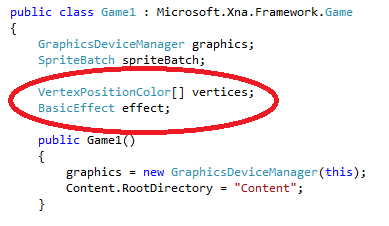 public class Game1 : Microsoft.Xna.Framework.Game
{
GraphicsDeviceManager graphics;
SpriteBatch spriteBatch;
VertexPositionColor[] vertices;
BasicEffect effect;
public Game1()
{
graphics = new GraphicsDeviceManager(this);
Content.RootDirectory = "Content";
}